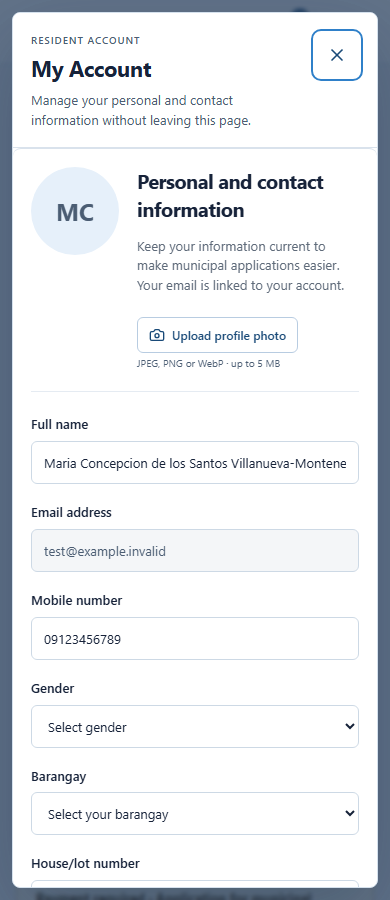 RESIDENT ACCOUNT
My Account
Manage your personal and contact
information without leaving this page.
MC
Personal and contact
information
Keep your information current to
make municipal applications easier.
Your email is linked to your account.
Upload profile photo
JPEG, PNG or WebP · up to 5 MB
Full name
Maria Concepcion de los Santos Villanueva-Montene
Email address
test@example.invalid
Mobile number
09123456789
Gender
Select gender
Barangay
Select your barangay
House/lot number